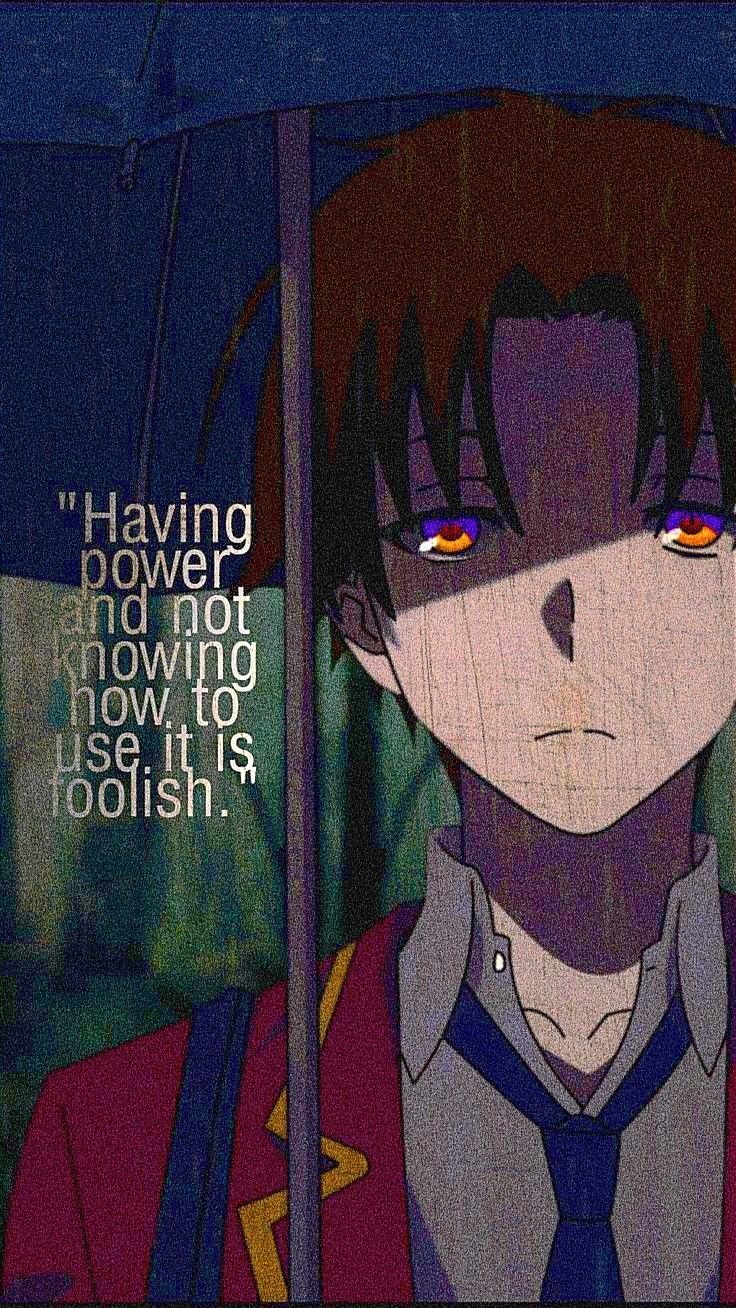 "Having
power
and not
knowing
how to
use it is
foolish."